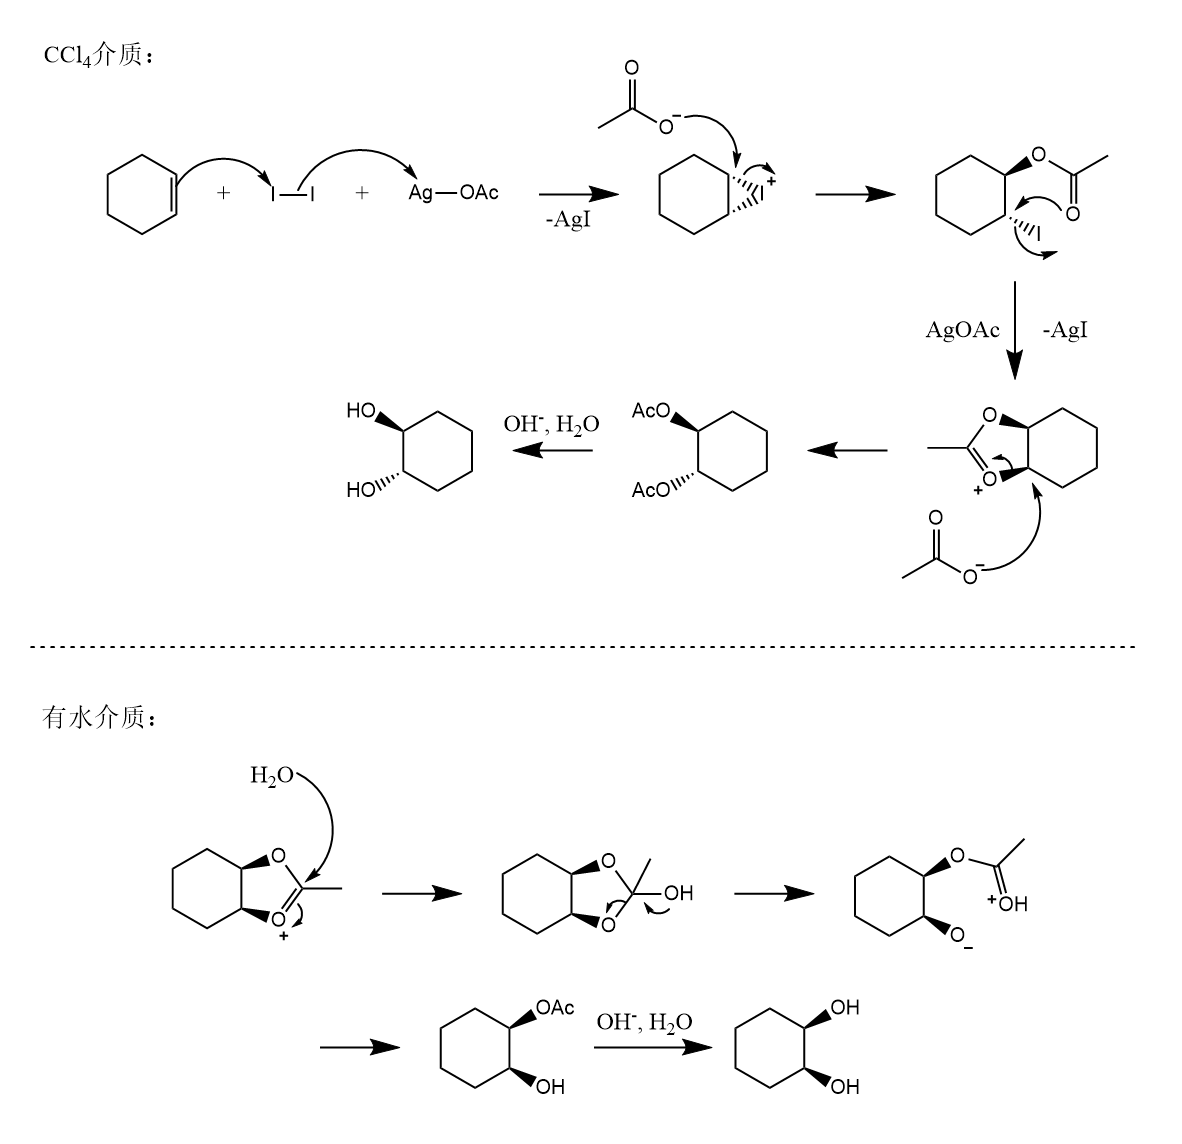 CCl₄介质：
O
O⁻
+ I I + Ag OAc
-AgI
I⁺
O
O
I
AgOAc -AgI
HO
HO
OH⁻, H₂O
AcO
AcO
O
O
+
O
O⁻
有水介质：
H₂O
O
O
+
O
OH
O
O
⁺OH
O
−
OAc
OH
OH⁻, H₂O
OH
OH